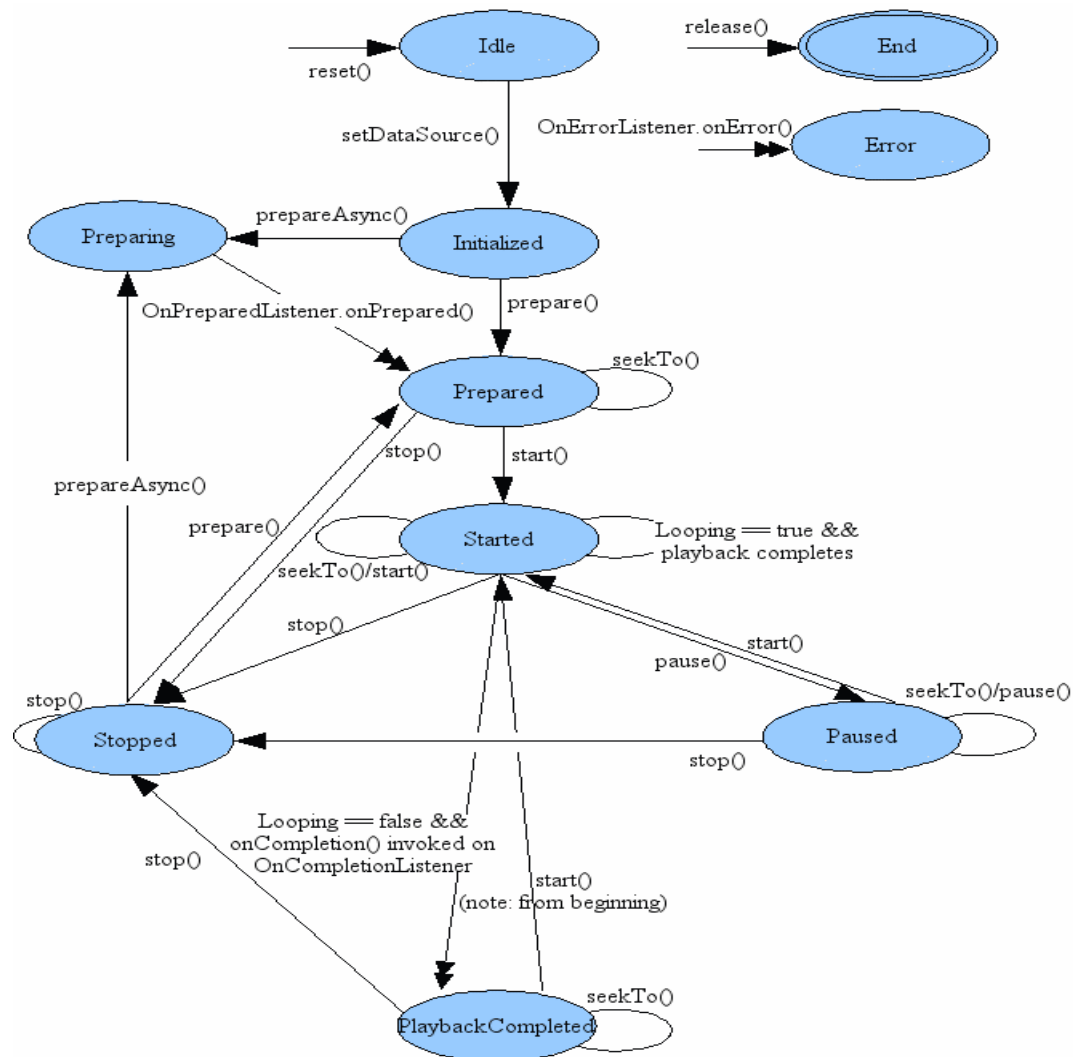 Idle
reset()
release()
End
setDataSource()
OnErrorListener.onError()
Error
Preparing
prepareAsync()
Initialized
OnPreparedListener.onPrepared()
prepare()
Prepared
seekTo()
stop()
start()
prepareAsync()
prepare()
Started
seekTo()/start()
Looping == true &&
playback completes
stop()
start()
pause()
stop()
Stopped
seekTo()/pause()
Paused
stop()
Looping == false &&
onCompletion() invoked on
OnCompletionListener
stop()
start()
(note: from beginning)
PlaybackCompleted
seekTo()